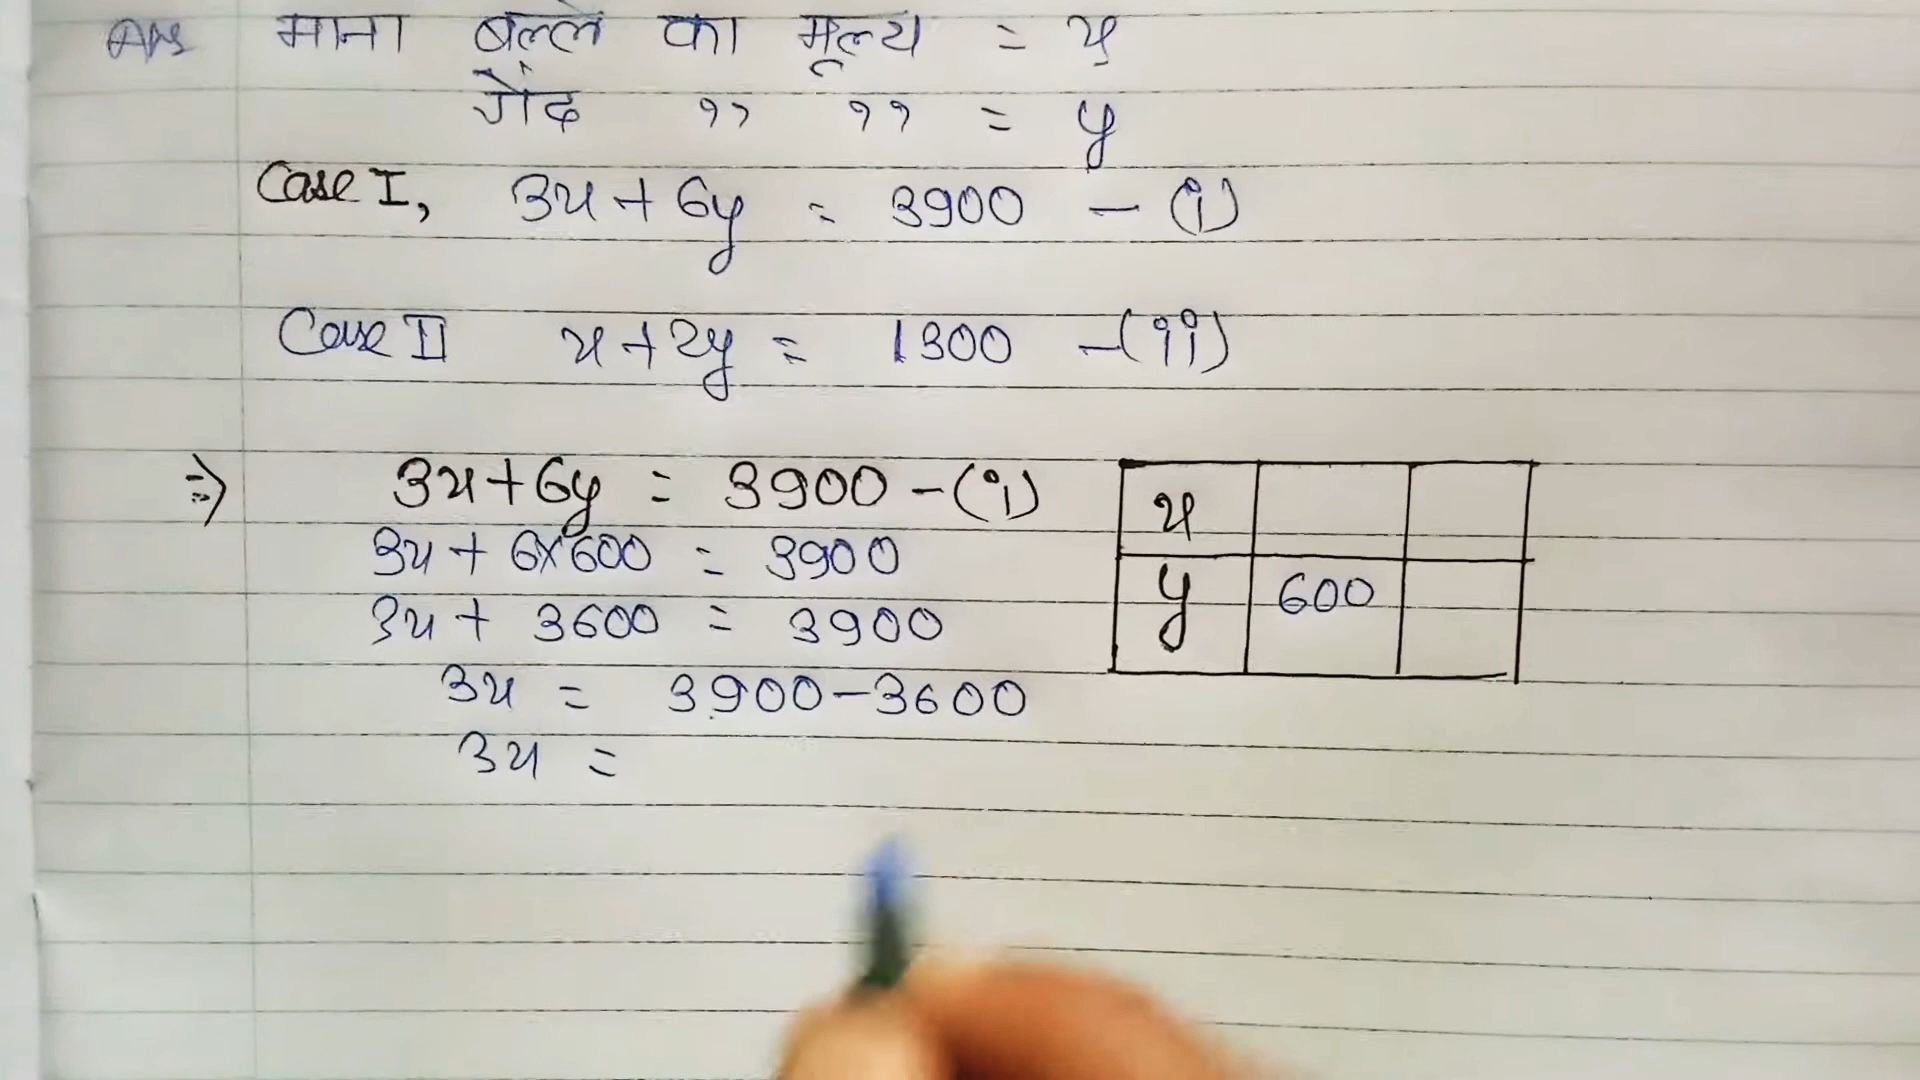 Ans माना बल्ले का मूल्य = x
गेंद ,, ,, = y
Case I, 3x + 6y = 3900 - (i)
Case II x + 2y = 1300 - (ii)
⇒ 3x + 6y = 3900 - (i)
3x + 6×600 = 3900
3x + 3600 = 3900
3x = 3900 - 3600
3x =
x
y 600